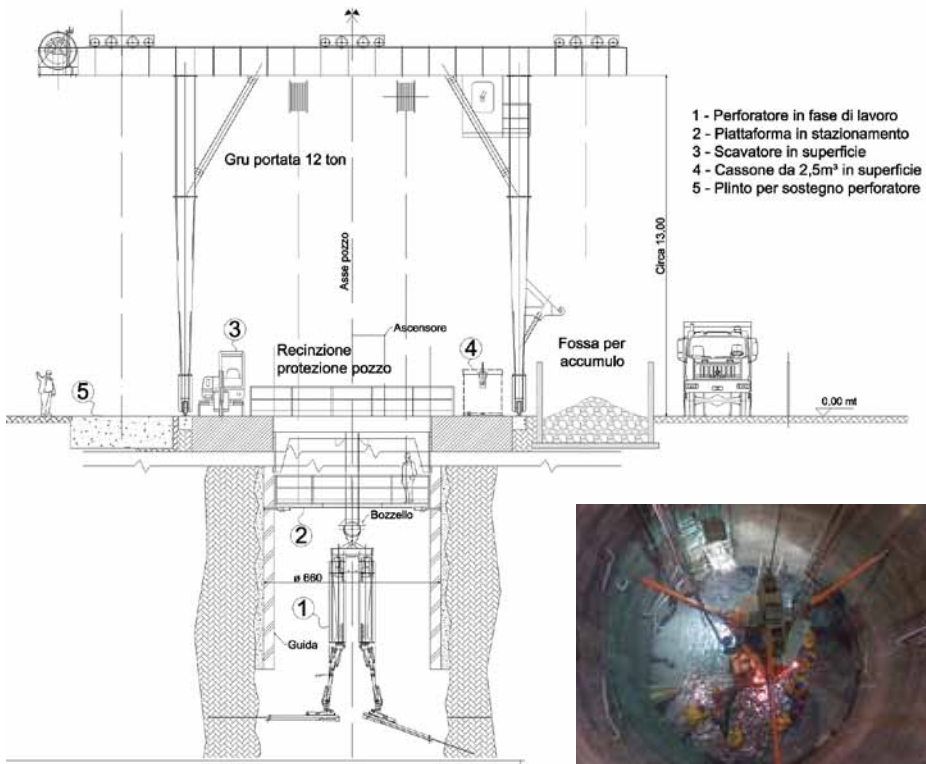 1 - Perforatore in fase di lavoro
2 - Piattaforma in stazionamento
3 - Scavatore in superficie
4 - Cassone da 2,5m³ in superficie
5 - Plinto per sostegno perforatore
Gru portata 12 ton
Asse pozzo
Circa 13,00
Ascensore
3
Recinzione
protezione pozzo
4
Fossa per
accumulo
5
0,00 mt
2
Bozzello
ø 660
1
Guida